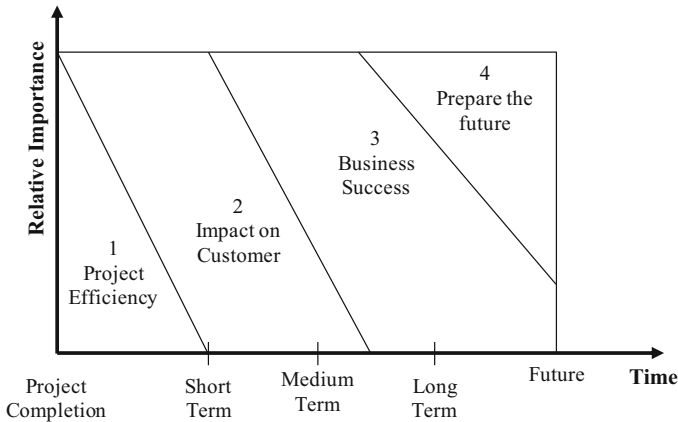 Relative Importance
4
Prepare the
future
3
Business
Success
2
Impact on
Customer
1
Project
Efficiency
Project
Completion
Short
Term
Medium
Term
Long
Term
Future
Time